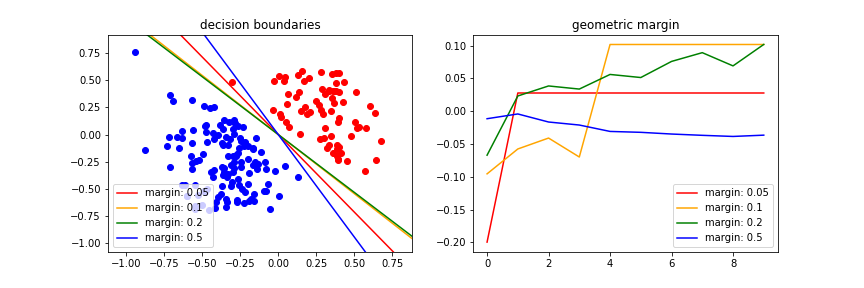 decision boundaries
0.75
0.50
0.25
0.00
−0.25
−0.50
−0.75
−1.00
−1.00 −0.75 −0.50 −0.25 0.00 0.25 0.50 0.75
margin: 0.05
margin: 0.1
margin: 0.2
margin: 0.5
geometric margin
0.10
0.05
0.00
−0.05
−0.10
−0.15
−0.20
0 2 4 6 8
margin: 0.05
margin: 0.1
margin: 0.2
margin: 0.5